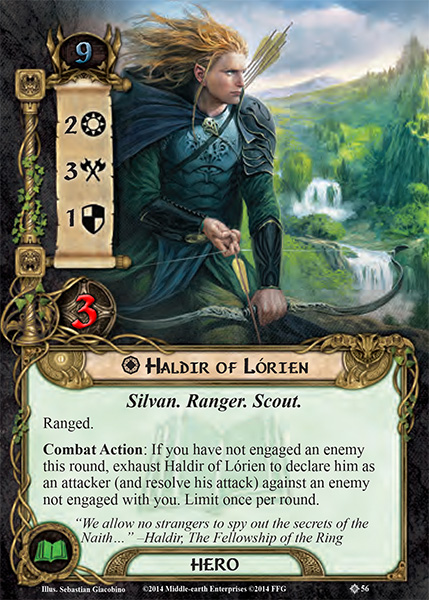 9
2
3
1
3
HALDIR OF LÓRIEN
Silvan. Ranger. Scout.
Ranged.
Combat Action: If you have not engaged an enemy
this round, exhaust Haldir of Lórien to declare him as
an attacker (and resolve his attack) against an enemy
not engaged with you. Limit once per round.
“We allow no strangers to spy out the secrets of the
Naith…” –Haldir, The Fellowship of the Ring
HERO
Illus. Sebastian Giacobino ©2014 Middle-earth Enterprises ©2014 FFG 56